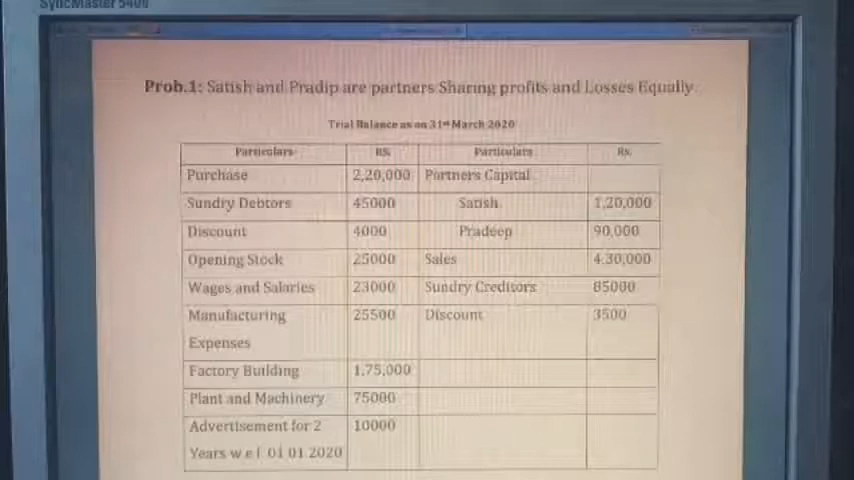 SyncMaster 540s
Prob.1: Satish and Pradip are partners Sharing profits and Losses Equally.
Trial Balance as on 31st March 2020
Particulars RS. Particulars Rs.
Purchase 2,20,000 Partners Capital
Sundry Debtors 45000 Satish 1,20,000
Discount 4000 Pradeep 90,000
Opening Stock 25000 Sales 4,30,000
Wages and Salaries 23000 Sundry Creditors 85000
Manufacturing 25500 Discount 3500
Expenses
Factory Building 1,75,000
Plant and Machinery 75000
Advertisement for 2 10000
Years w e f 01 01 2020